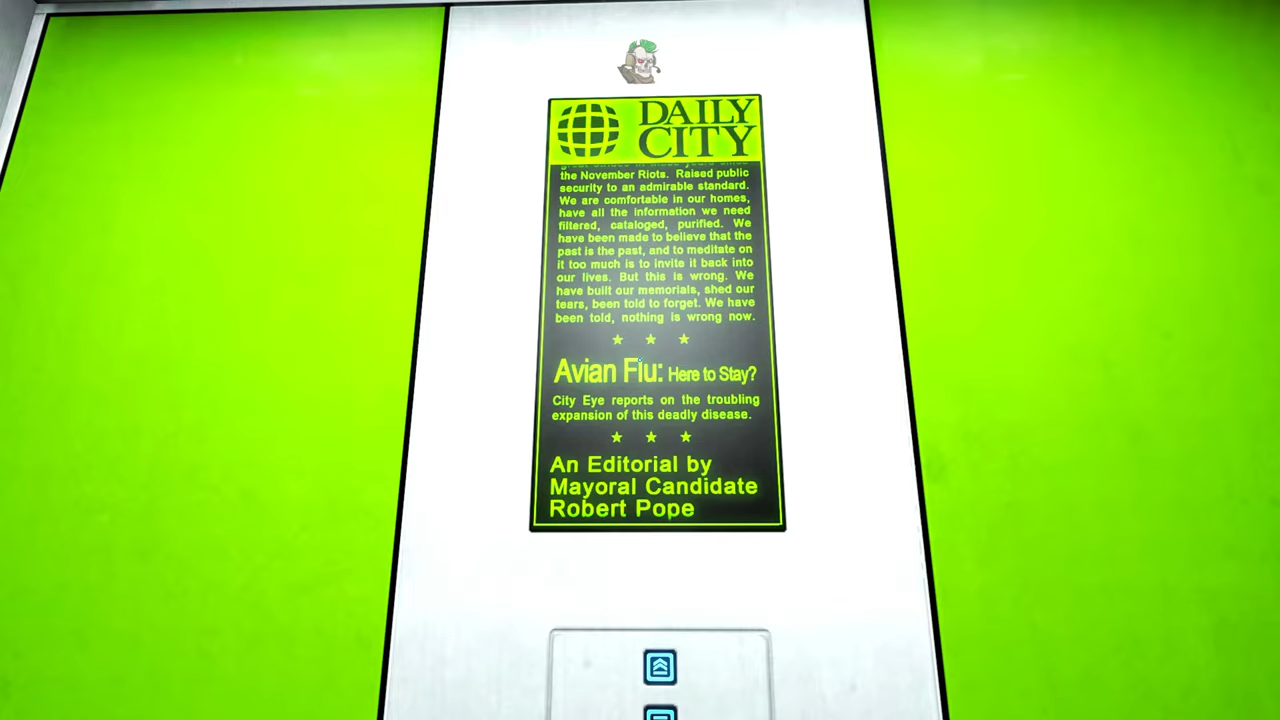 DAILY
CITY
the November Riots. Raised public
security to an admirable standard.
We are comfortable in our homes,
have all the information we need
filtered, cataloged, purified. We
have been made to believe that the
past is the past, and to meditate on
it too much is to invite it back into
our lives. But this is wrong. We
have built our memorials, shed our
tears, been told to forget. We have
been told, nothing is wrong now.
Avian Flu: Here to Stay?
City Eye reports on the troubling
expansion of this deadly disease.
An Editorial by
Mayoral Candidate
Robert Pope